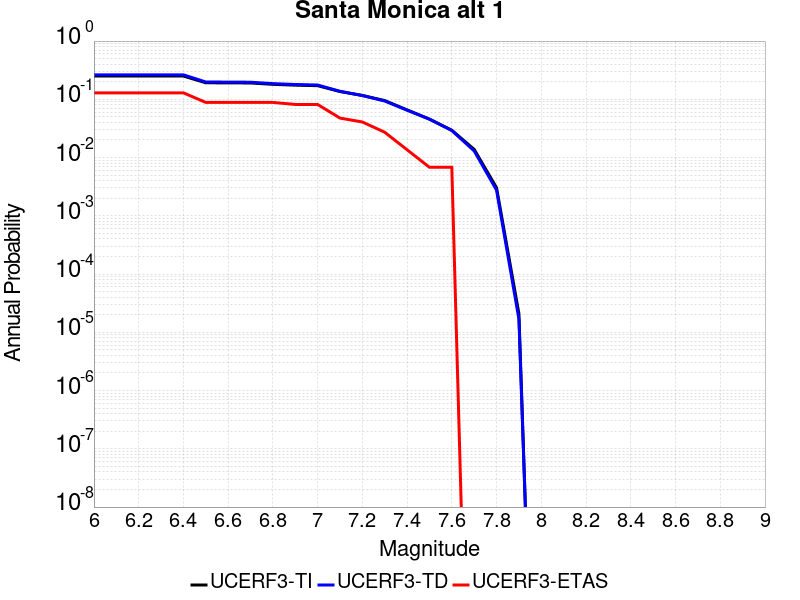 Santa Monica alt 1
10^0
10^-1
10^-2
10^-3
10^-4
10^-5
10^-6
10^-7
10^-8
Annual Probability
6 6.2 6.4 6.6 6.8 7 7.2 7.4 7.6 7.8 8 8.2 8.4 8.6 8.8 9
Magnitude
UCERF3-TI UCERF3-TD UCERF3-ETAS